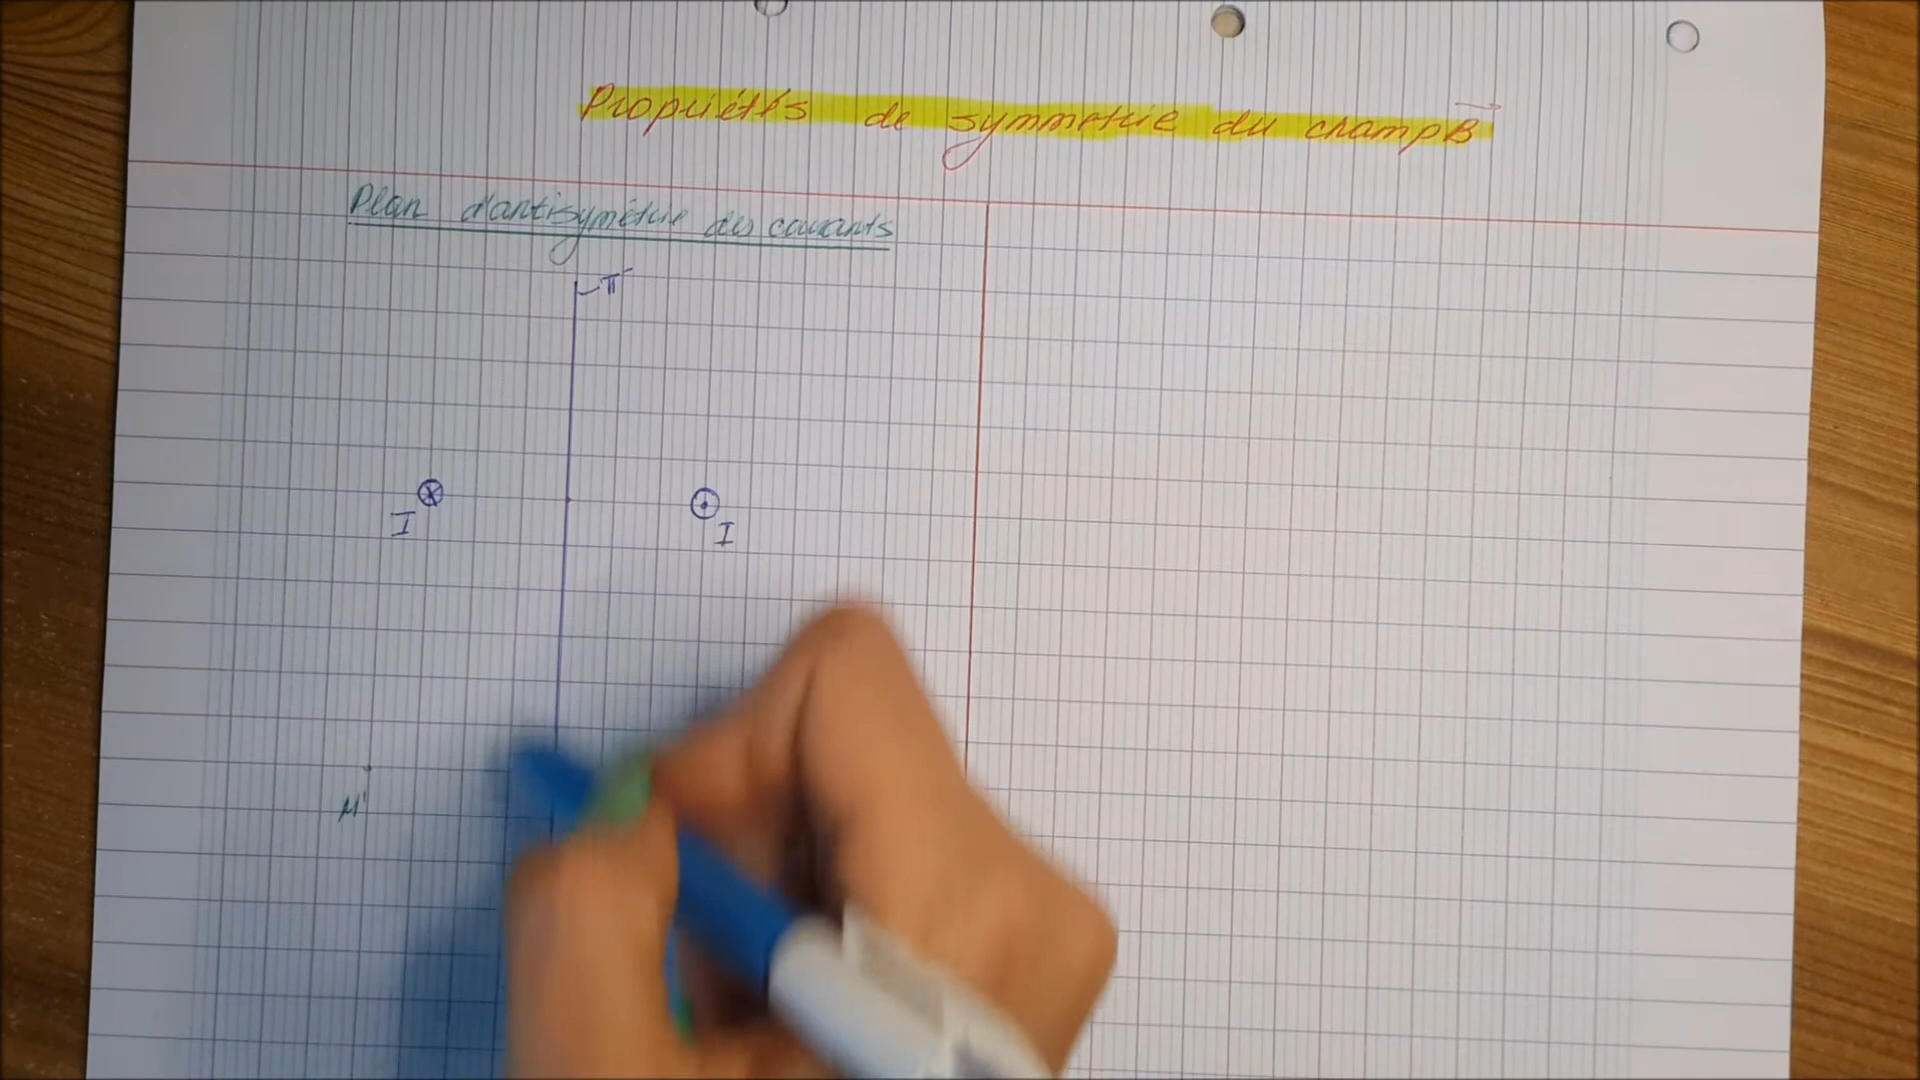 Propriétés de symmetrie du champ B
Plan d'antisymétrie des courants
π-
I
I
M'